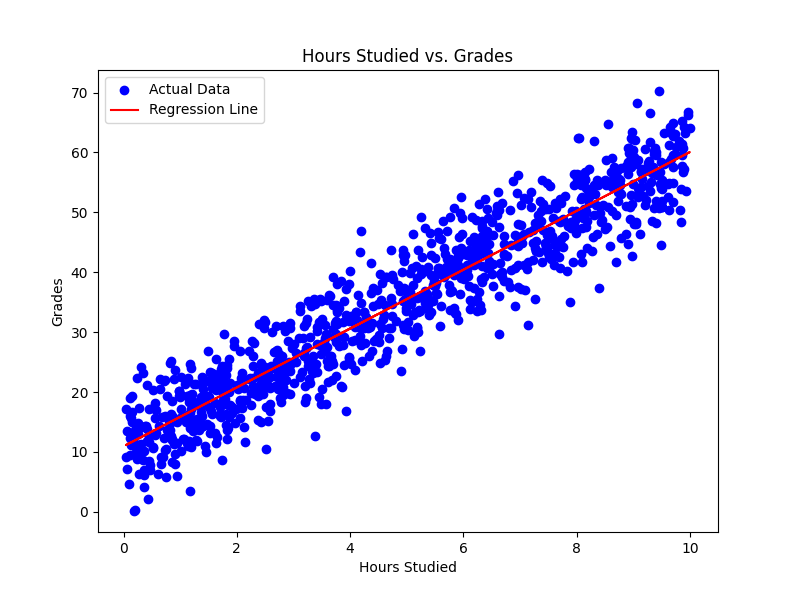 Hours Studied vs. Grades
Actual Data
Regression Line
70
60
50
40
30
20
10
0
Grades
0 2 4 6 8 10
Hours Studied